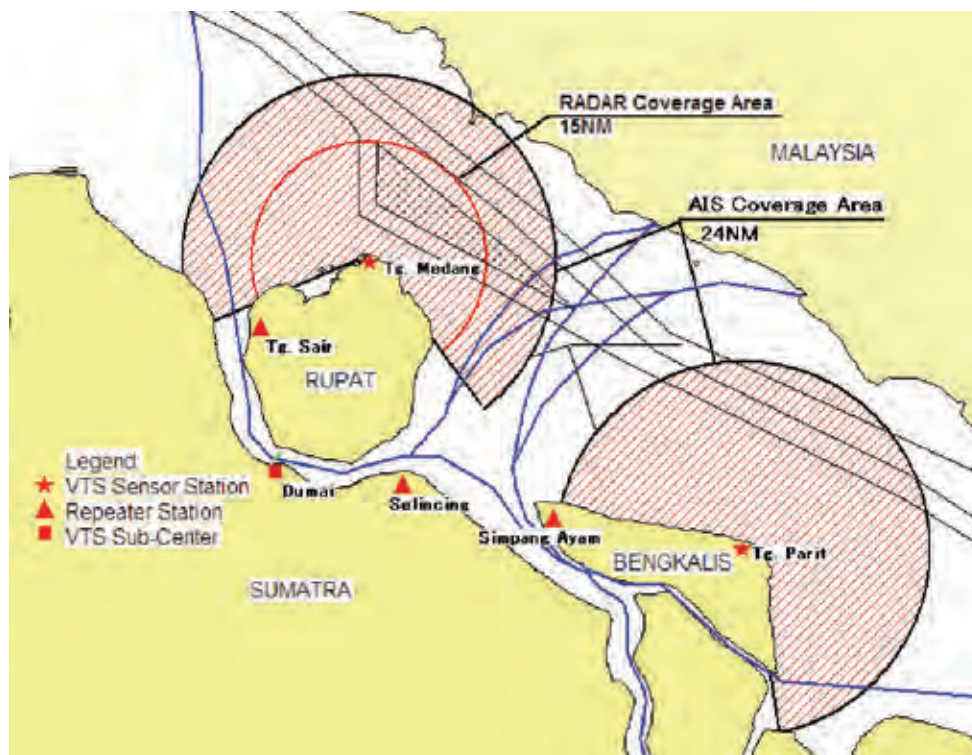 RADAR Coverage Area
15NM
MALAYSIA
AIS Coverage Area
24NM
Tg. Medang
Tg. Sair
RUPAT
Legend
VTS Sensor Station
Repeater Station
VTS Sub-Center
Dumai
Selincing
Simpang Ayam
BENGKALIS
Tg. Parit
SUMATRA